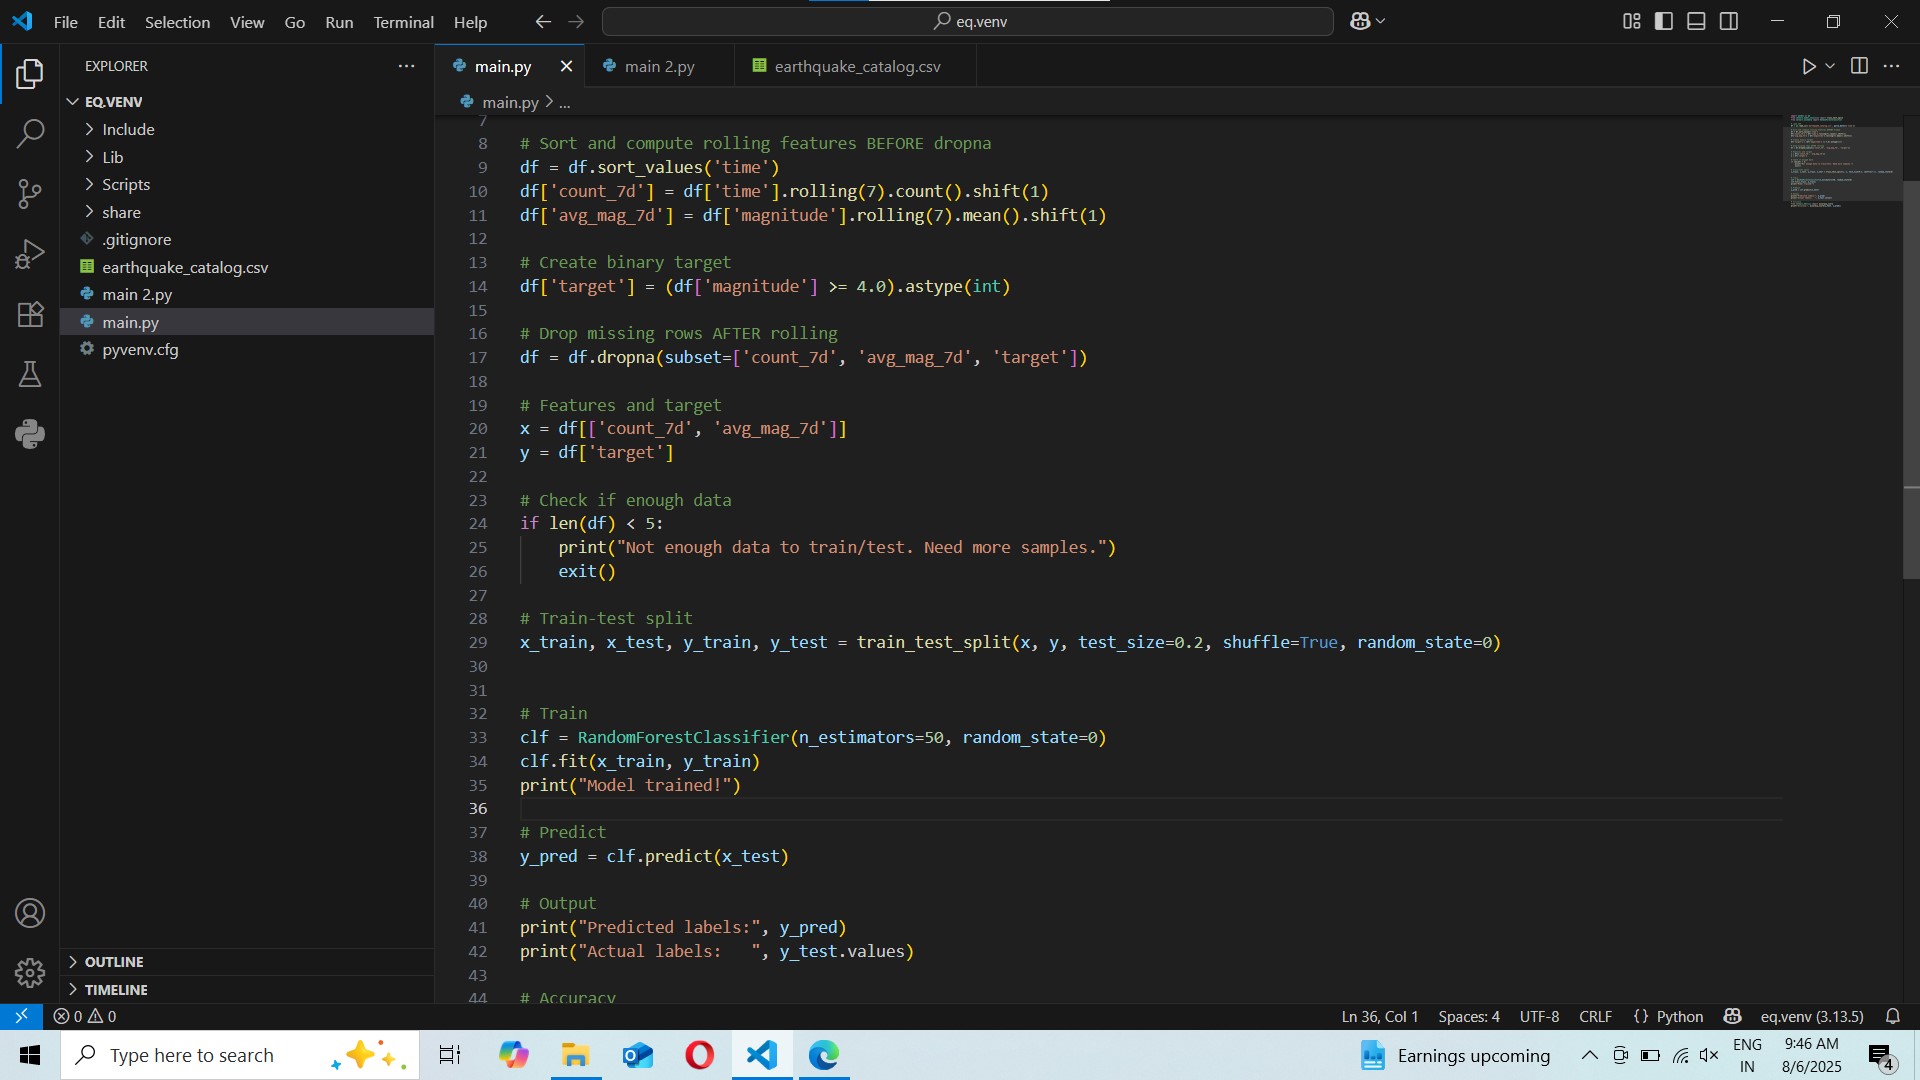 File Edit Selection View Go Run Terminal Help
eq.venv
EXPLORER
EQ.VENV
Include
Lib
Scripts
share
.gitignore
earthquake_catalog.csv
main 2.py
main.py
pyvenv.cfg
OUTLINE
TIMELINE
main.py
main 2.py
earthquake_catalog.csv
main.py > ...
7
8 # Sort and compute rolling features BEFORE dropna
9 df = df.sort_values('time')
10 df['count_7d'] = df['time'].rolling(7).count().shift(1)
11 df['avg_mag_7d'] = df['magnitude'].rolling(7).mean().shift(1)
12
13 # Create binary target
14 df['target'] = (df['magnitude'] >= 4.0).astype(int)
15
16 # Drop missing rows AFTER rolling
17 df = df.dropna(subset=['count_7d', 'avg_mag_7d', 'target'])
18
19 # Features and target
20 x = df[['count_7d', 'avg_mag_7d']]
21 y = df['target']
22
23 # Check if enough data
24 if len(df) < 5:
25     print("Not enough data to train/test. Need more samples.")
26     exit()
27
28 # Train-test split
29 x_train, x_test, y_train, y_test = train_test_split(x, y, test_size=0.2, shuffle=True, random_state=0)
30
31
32 # Train
33 clf = RandomForestClassifier(n_estimators=50, random_state=0)
34 clf.fit(x_train, y_train)
35 print("Model trained!")
36
37 # Predict
38 y_pred = clf.predict(x_test)
39
40 # Output
41 print("Predicted labels:", y_pred)
42 print("Actual labels:   ", y_test.values)
43
44 # Accuracy
0 0
Ln 36, Col 1 Spaces: 4 UTF-8 CRLF {} Python eq.venv (3.13.5)
Type here to search
Earnings upcoming
ENG
IN
9:46 AM
8/6/2025
4